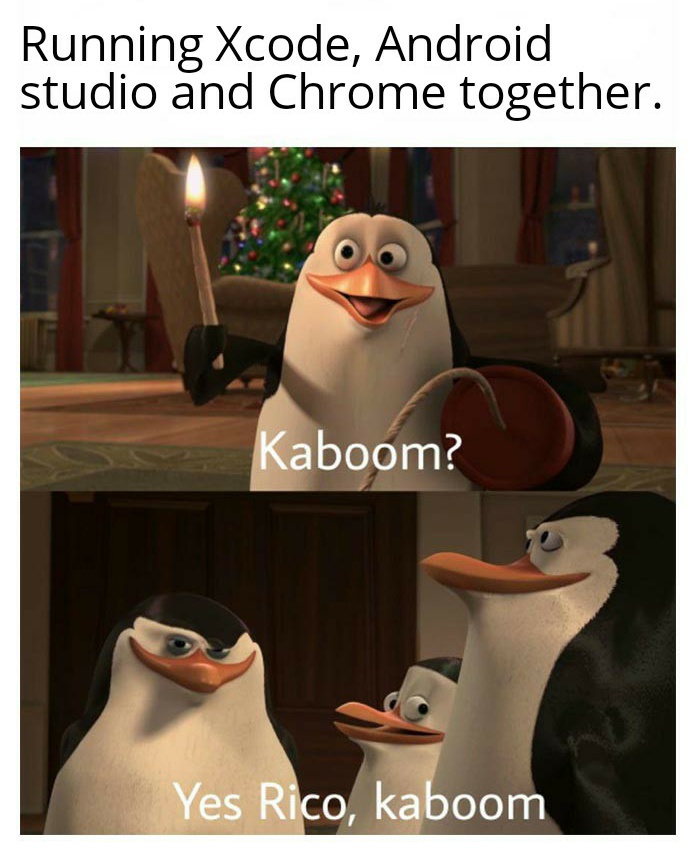 Running Xcode, Android
studio and Chrome together.
Kaboom?
Yes Rico, kaboom